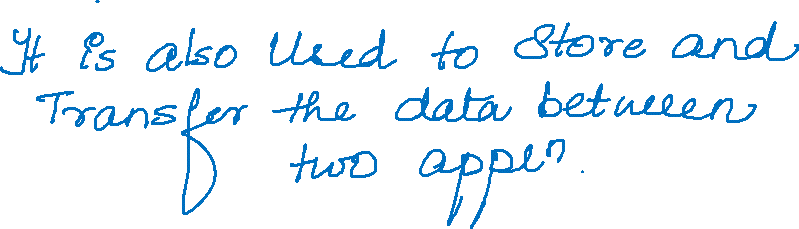 It is also Used to Store and
Transfer the data between
two appln.